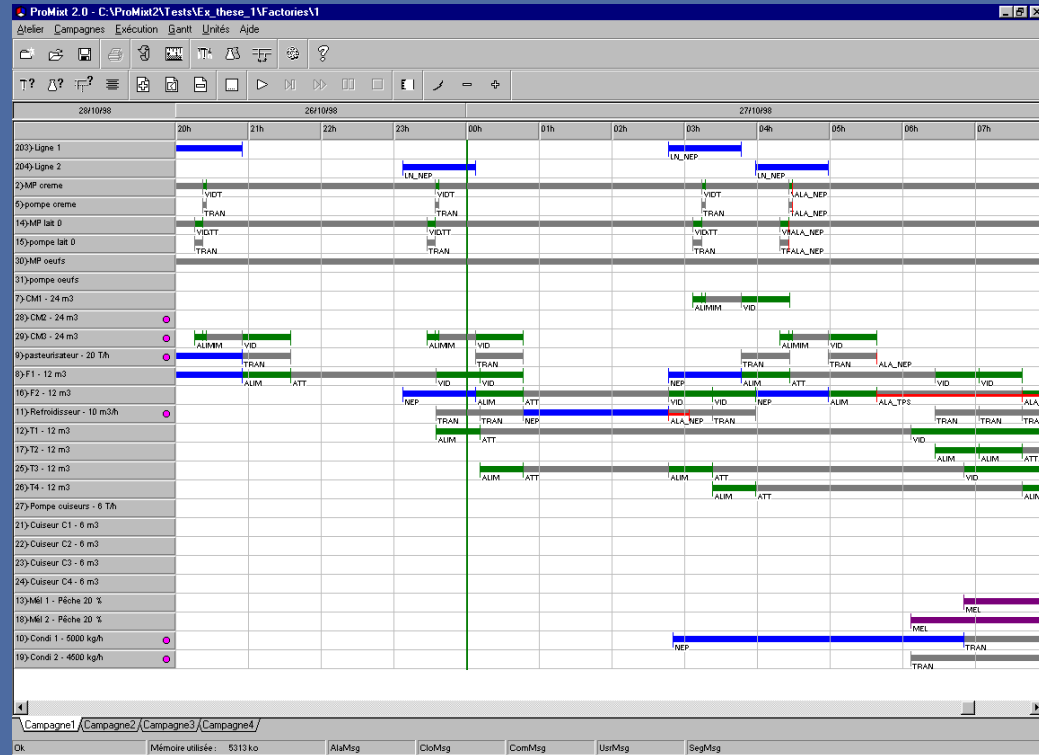 ProMixt 2.0 - C:\ProMixt2\Tests\Ex_these_1\Factories\1
Atelier Campagnes Exécution Gantt Unités Aide
28/10/98 26/10/98 27/10/98
20h 21h 22h 23h 00h 01h 02h 03h 04h 05h 06h 07h
203)-Ligne 1
LN_NEP
204)-Ligne 2
LN_NEP LN_NEP
2)-MP creme
VIDT VIDT VIDT ALA_NEP
5)-pompe creme
TRAN TRAN TRAN TALA_NEP
14)-MP lait 0
VIDTT VIDTT VIDTT ALA_NEP
15)-pompe lait 0
TRAN TRAN TRAN ALA_NEP
30)-MP oeufs
31)-pompe oeufs
7)-CM1 - 24 m3
ALIMIM VID
28)-CM2 - 24 m3
29)-CM3 - 24 m3
ALIMIM VID ALIMIM VID ALIMIM VID
9)-pasteurisateur - 20 T/h
TRAN TRAN TRAN TRAN ALA_NEP
8)-F1 - 12 m3
ALIM ATT VID VID NEP ALIM ATT VID VID
16)-F2 - 12 m3
NEP ALIM ATT VID VID NEP ALIM ALA_TPS ALA_
11)-Refroidisseur - 10 m3/h
TRAN TRAN NEP ALA_NEP TRAN TRAN TRAN TRA
12)-T1 - 12 m3
ALIM ATT VID
17)-T2 - 12 m3
ALIM ALIM ATT
25)-T3 - 12 m3
ALIM ATT ALIM ATT VID
26)-T4 - 12 m3
ALIM ATT ALIM
27)-Pompe cuiseurs - 6 T/h
21)-Cuiseur C1 - 6 m3
22)-Cuiseur C2 - 6 m3
23)-Cuiseur C3 - 6 m3
24)-Cuiseur C4 - 6 m3
13)-Mél 1 - Pêche 20 %
MEL
18)-Mél 2 - Pêche 20 %
MEL
10)-Condi 1 - 5000 kg/h
NEP TRAN
19)-Condi 2 - 4500 kg/h
TRAN
Campagne1 Campagne2 Campagne3 Campagne4
Ok Mémoire utilisée : 5313 ko AlaMsg CloMsg ComMsg UsrMsg SegMsg